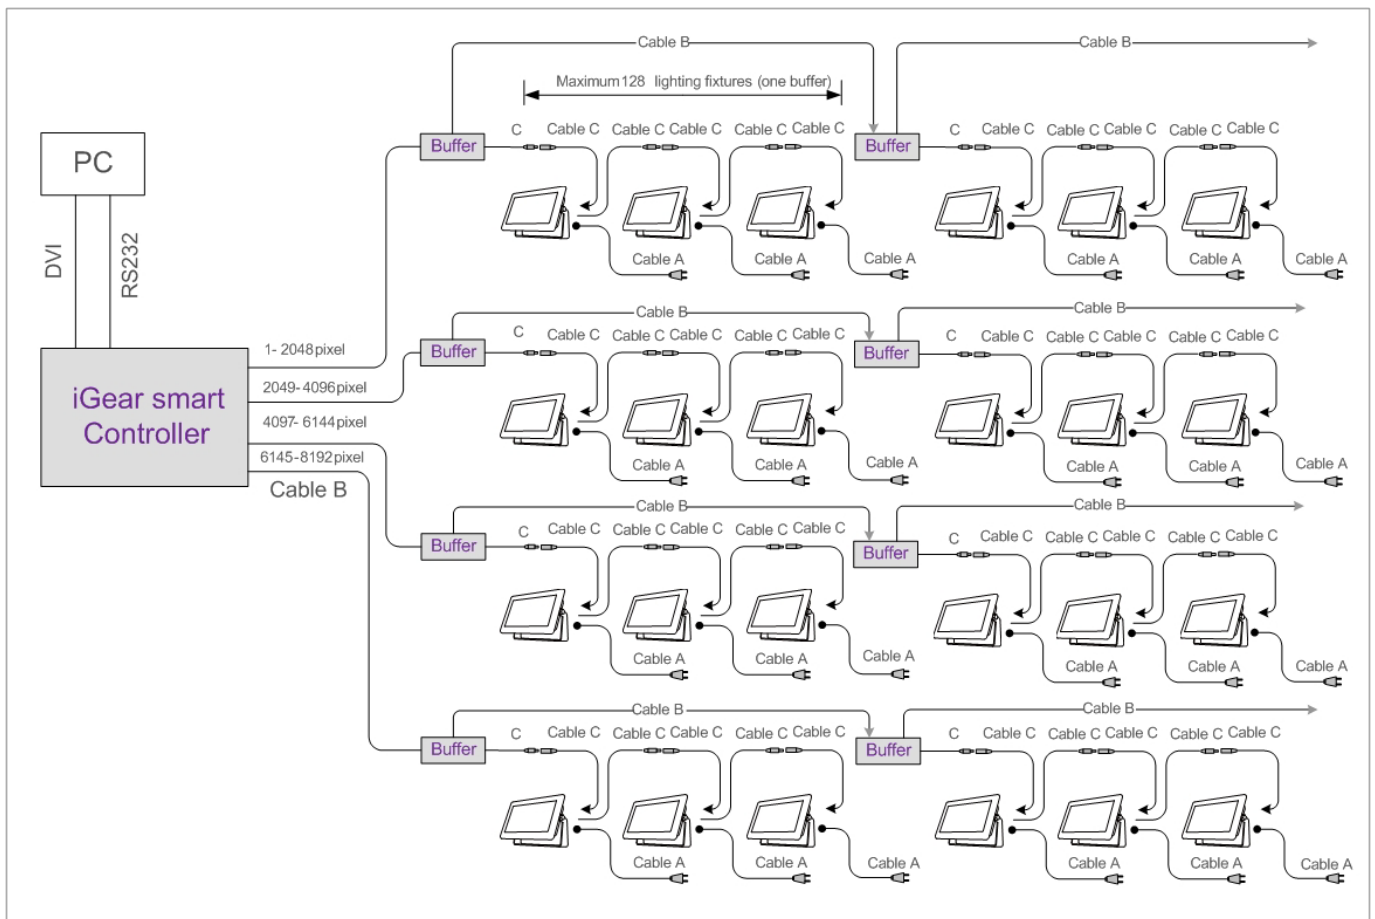 Cable B
Cable B
Maximum 128 lighting fixtures (one buffer)
PC
Buffer
C
Cable C
Cable C
Cable C
Cable C
Cable C
Buffer
C
Cable C
Cable C
Cable C
Cable C
Cable C
DVI
RS232
Cable A
Cable A
Cable A
Cable A
Cable A
Cable A
Cable B
Cable B
1- 2048pixel
Buffer
C
Cable C
Cable C
Cable C
Cable C
Cable C
Buffer
C
Cable C
Cable C
Cable C
Cable C
Cable C
2049-4096pixel
iGear smart
Controller
4097- 6144pixel
6145-8192pixel
Cable B
Cable A
Cable A
Cable A
Cable A
Cable A
Cable A
Cable B
Cable B
Buffer
C
Cable C
Cable C
Cable C
Cable C
Cable C
Buffer
C
Cable C
Cable C
Cable C
Cable C
Cable C
Cable A
Cable A
Cable A
Cable A
Cable A
Cable A
Cable B
Cable B
Buffer
C
Cable C
Cable C
Cable C
Cable C
Cable C
Buffer
C
Cable C
Cable C
Cable C
Cable C
Cable C
Cable A
Cable A
Cable A
Cable A
Cable A
Cable A